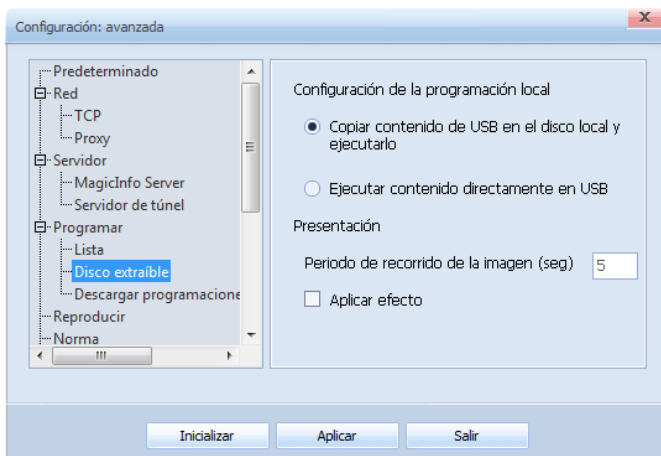 Configuración: avanzada
Predeterminado
Red
TCP
Proxy
Servidor
MagicInfo Server
Servidor de túnel
Programar
Lista
Disco extraíble
Descargar programacione
Reproducir
Norma
Configuración de la programación local
Copiar contenido de USB en el disco local y
ejecutarlo
Ejecutar contenido directamente en USB
Presentación
Periodo de recorrido de la imagen (seg) 5
Aplicar efecto
Inicializar Aplicar Salir